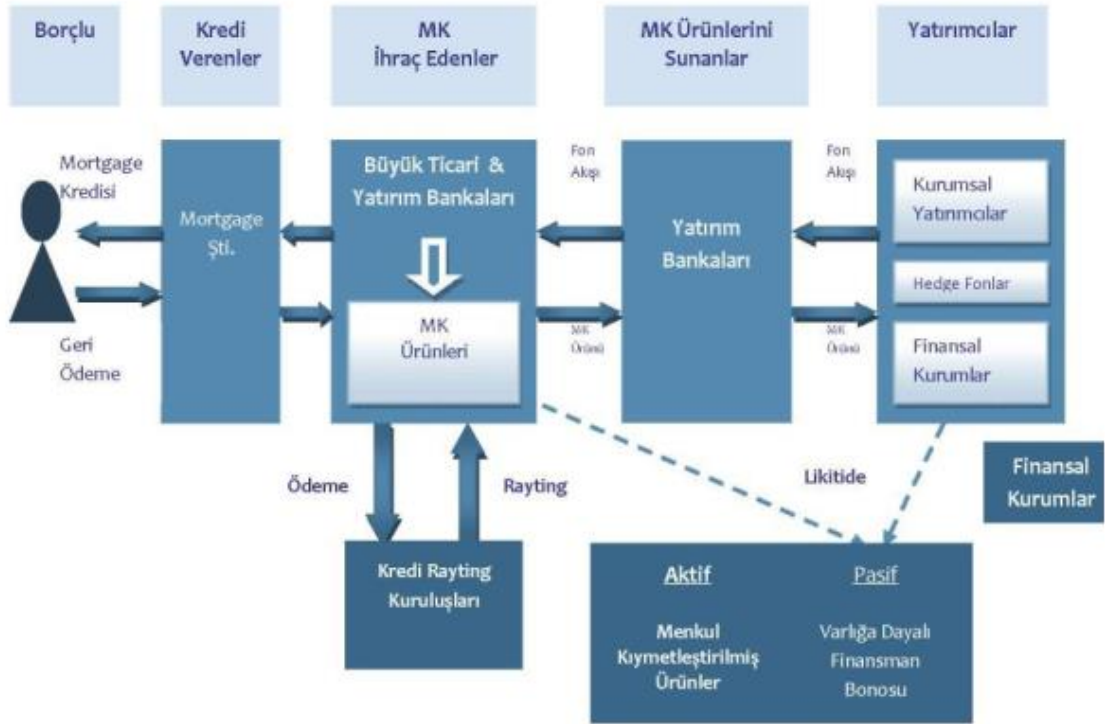 Borçlu
Kredi
Verenler
MK
İhraç Edenler
MK Ürünlerini
Sunanlar
Yatırımcılar
Mortgage
Kredisi
Geri
Ödeme
Mortgage
Şti.
Büyük Ticari &
Yatırım Bankaları
MK
Ürünleri
Fon
Akışı
MK
Ürünü
Yatırım
Bankaları
Fon
Akışı
MK
Ürünü
Kurumsal
Yatırımcılar
Hedge Fonlar
Finansal
Kurumlar
Ödeme
Rayting
Likitide
Finansal
Kurumlar
Kredi Rayting
Kuruluşları
Aktif
Menkul
Kıymetleştirilmiş
Ürünler
Pasif
Varlığa Dayalı
Finansman
Bonosu